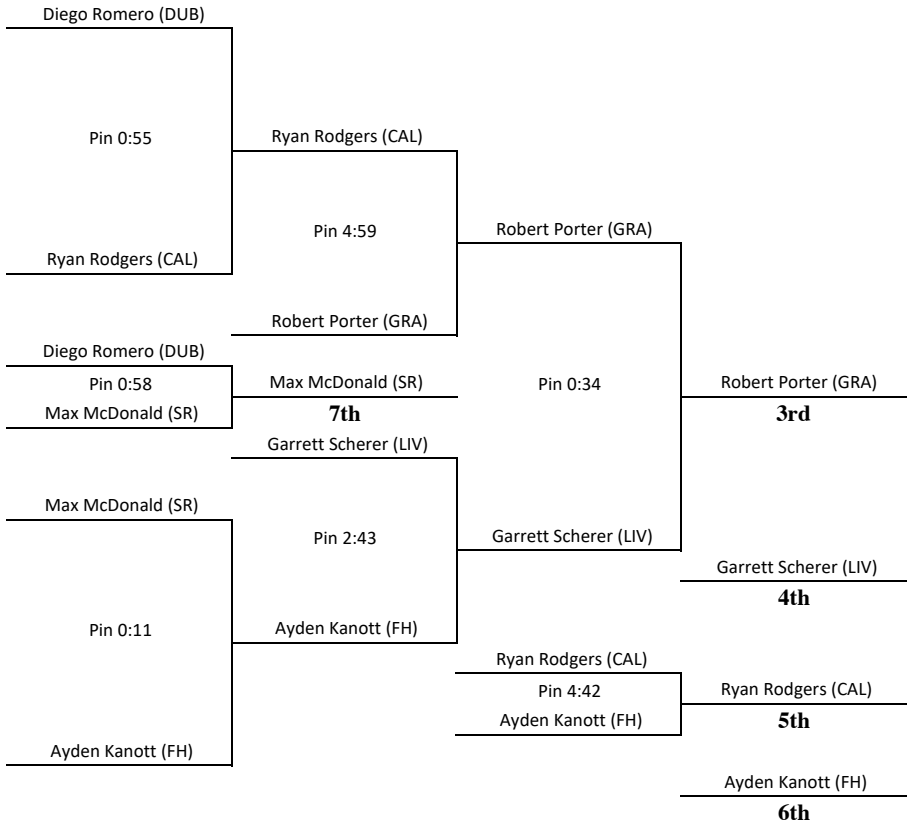 Diego Romero (DUB)
Pin 0:55
Ryan Rodgers (CAL)
Pin 4:59
Robert Porter (GRA)
Ryan Rodgers (CAL)
Robert Porter (GRA)
Diego Romero (DUB)
Pin 0:58
Max McDonald (SR)
Pin 0:34
Robert Porter (GRA)
Max McDonald (SR)
7th
3rd
Garrett Scherer (LIV)
Max McDonald (SR)
Pin 2:43
Garrett Scherer (LIV)
Garrett Scherer (LIV)
4th
Pin 0:11
Ayden Kanott (FH)
Ryan Rodgers (CAL)
Pin 4:42
Ryan Rodgers (CAL)
Ayden Kanott (FH)
5th
Ayden Kanott (FH)
Ayden Kanott (FH)
6th